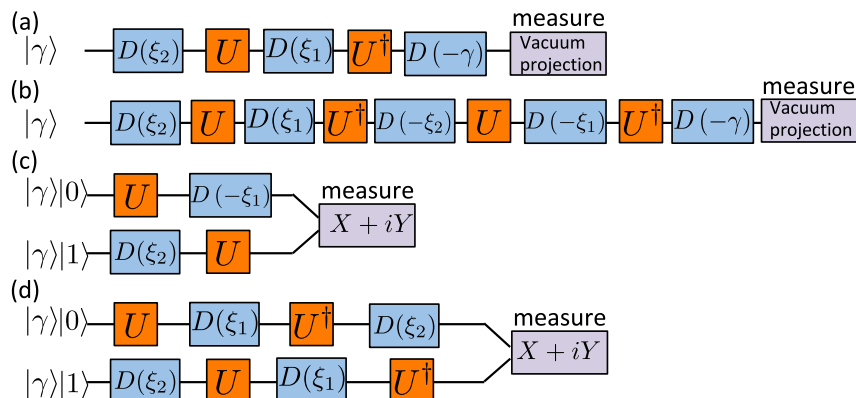 (a) measure
|γ⟩ D(ξ₂) U D(ξ₁) U† D(−γ) Vacuum projection
(b) measure
|γ⟩ D(ξ₂) U D(ξ₁) U† D(−ξ₂) U D(−ξ₁) U† D(−γ) Vacuum projection
(c)
|γ⟩|0⟩ U D(−ξ₁) measure
X + iY
|γ⟩|1⟩ D(ξ₂) U
(d)
|γ⟩|0⟩ U D(ξ₁) U† D(ξ₂) measure
X + iY
|γ⟩|1⟩ D(ξ₂) U D(ξ₁) U†